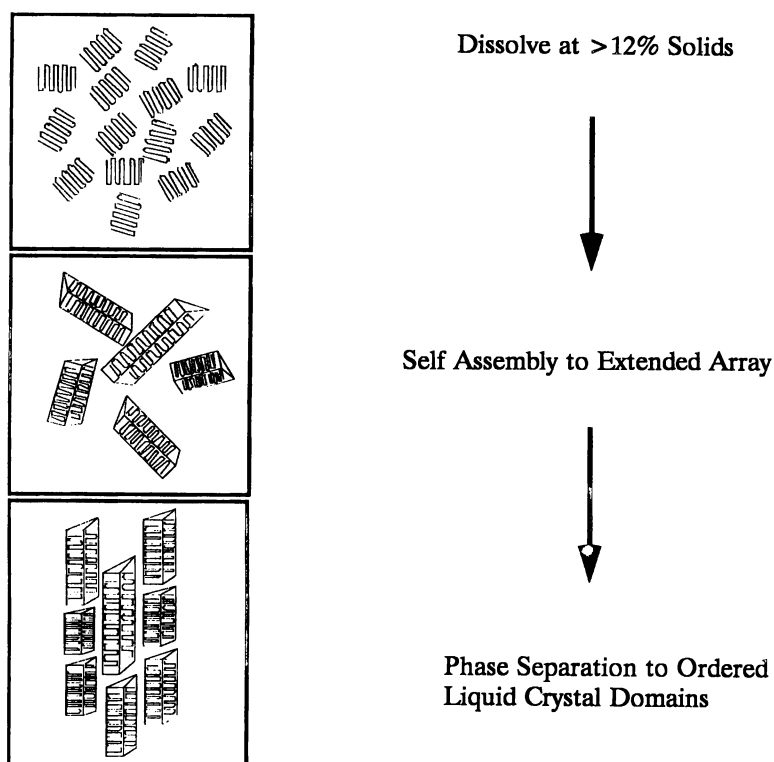 Dissolve at >12% Solids
Self Assembly to Extended Array
Phase Separation to Ordered
Liquid Crystal Domains